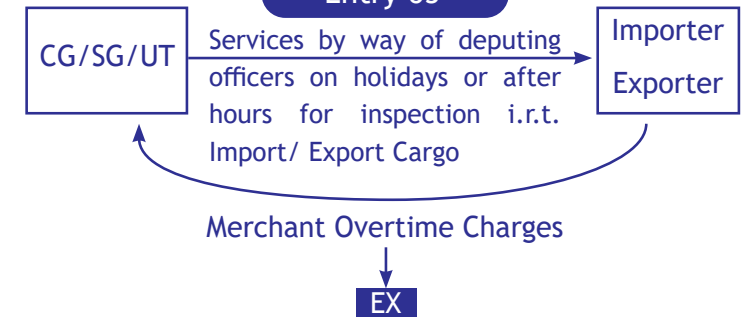 CG/SG/UT
Services by way of deputing
officers on holidays or after
hours for inspection i.r.t.
Import/ Export Cargo
Importer
Exporter
Merchant Overtime Charges
EX